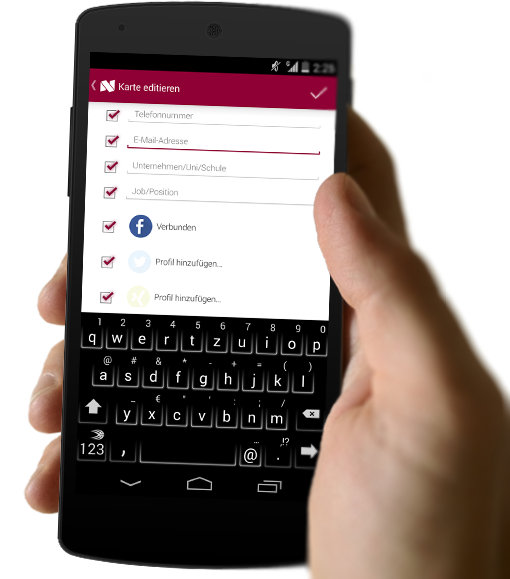 2:25
Karte editieren
Telefonnummer
E-Mail-Adresse
Unternehmen/Uni/Schule
Job/Position
Verbunden
Profil hinzufügen...
Profil hinzufügen...
1 2 3 4 5 6 7 8 9 0
q w e r t z u i o p
@ # & * - + = ( )
a s d f g h j k l
_ € " ' : ; /
y x c v b n m
... !?
123 , @ .